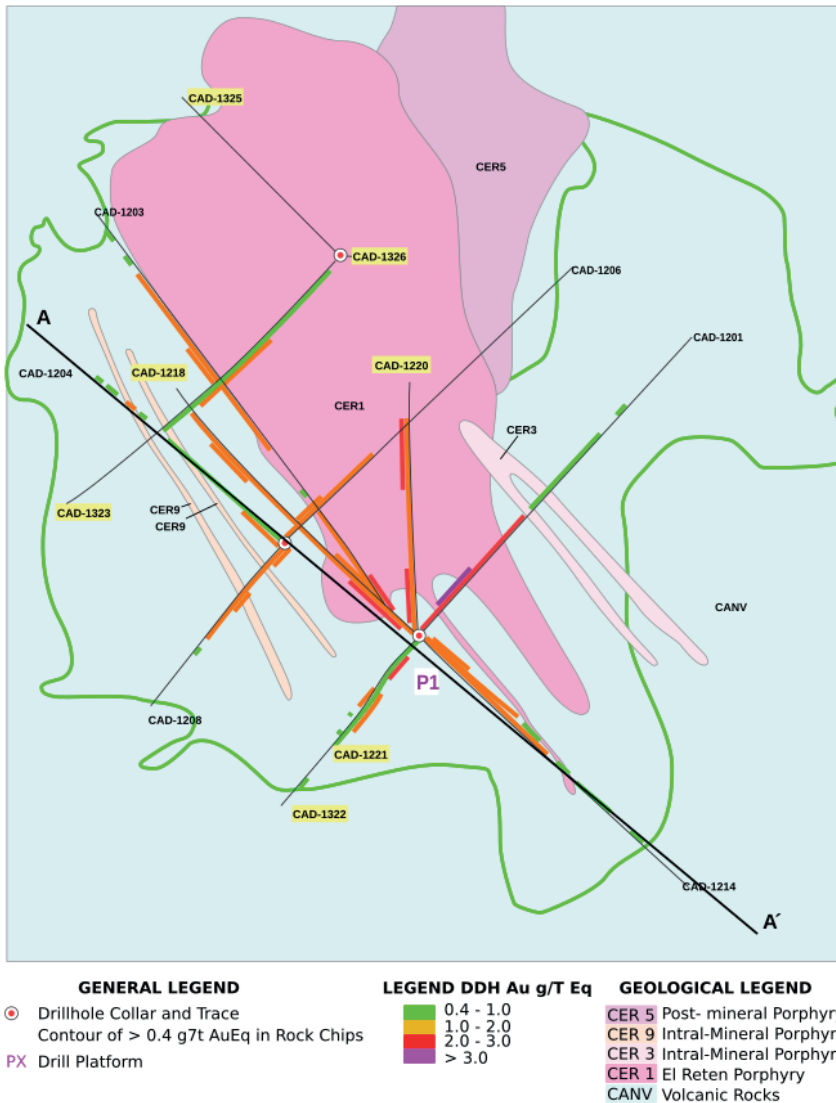 CAD-1325
CER5
CAD-1203
CAD-1326
CAD-1206
A
CAD-1201
CAD-1204
CAD-1218
CAD-1220
CER1
CER3
CER9
CAD-1323
CER9
CANV
P1
CAD-1208
CAD-1221
CAD-1322
CAD-1214
A´
GENERAL LEGEND
Drillhole Collar and Trace
Contour of > 0.4 g7t AuEq in Rock Chips
PX Drill Platform
LEGEND DDH Au g/T Eq
0.4 - 1.0
1.0 - 2.0
2.0 - 3.0
> 3.0
GEOLOGICAL LEGEND
CER 5 Post- mineral Porphyr
CER 9 Intral-Mineral Porphyr
CER 3 Intral-Mineral Porphyr
CER 1 El Reten Porphyry
CANV Volcanic Rocks